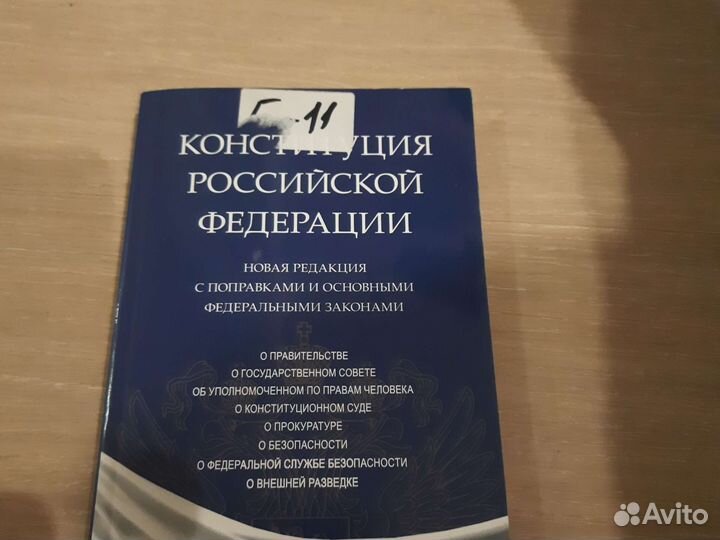 11
КОНСТИТУЦИЯ
РОССИЙСКОЙ
ФЕДЕРАЦИИ
НОВАЯ РЕДАКЦИЯ
С ПОПРАВКАМИ И ОСНОВНЫМИ
ФЕДЕРАЛЬНЫМИ ЗАКОНАМИ
О ПРАВИТЕЛЬСТВЕ
О ГОСУДАРСТВЕННОМ СОВЕТЕ
ОБ УПОЛНОМОЧЕННОМ ПО ПРАВАМ ЧЕЛОВЕКА
О КОНСТИТУЦИОННОМ СУДЕ
О ПРОКУРАТУРЕ
О БЕЗОПАСНОСТИ
О ФЕДЕРАЛЬНОЙ СЛУЖБЕ БЕЗОПАСНОСТИ
О ВНЕШНЕЙ РАЗВЕДКЕ
Avito